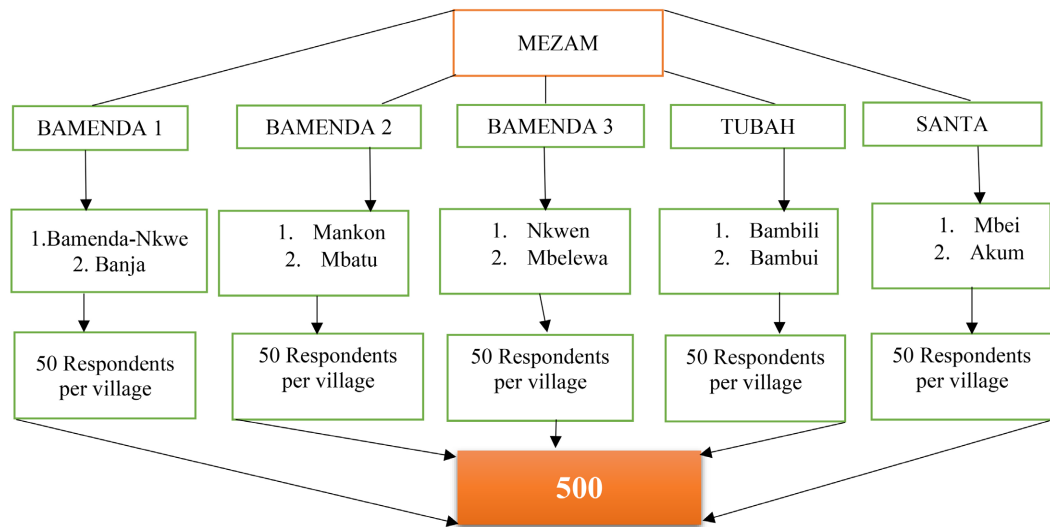 MEZAM
BAMENDA 1
BAMENDA 2
BAMENDA 3
TUBAH
SANTA
1.Bamenda-Nkwe
2. Banja
1. Mankon
2. Mbatu
1. Nkwen
2. Mbelewa
1. Bambili
2. Bambui
1. Mbei
2. Akum
50 Respondents
per village
50 Respondents
per village
50 Respondents
per village
50 Respondents
per village
50 Respondents
per village
500